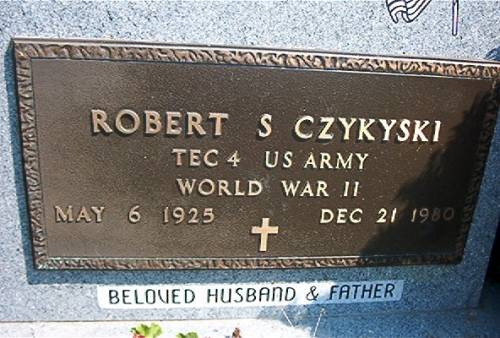 ROBERT S CZYKYSKI
TEC 4 US ARMY
WORLD WAR II
MAY 6 1925 DEC 21 1980
BELOVED HUSBAND & FATHER